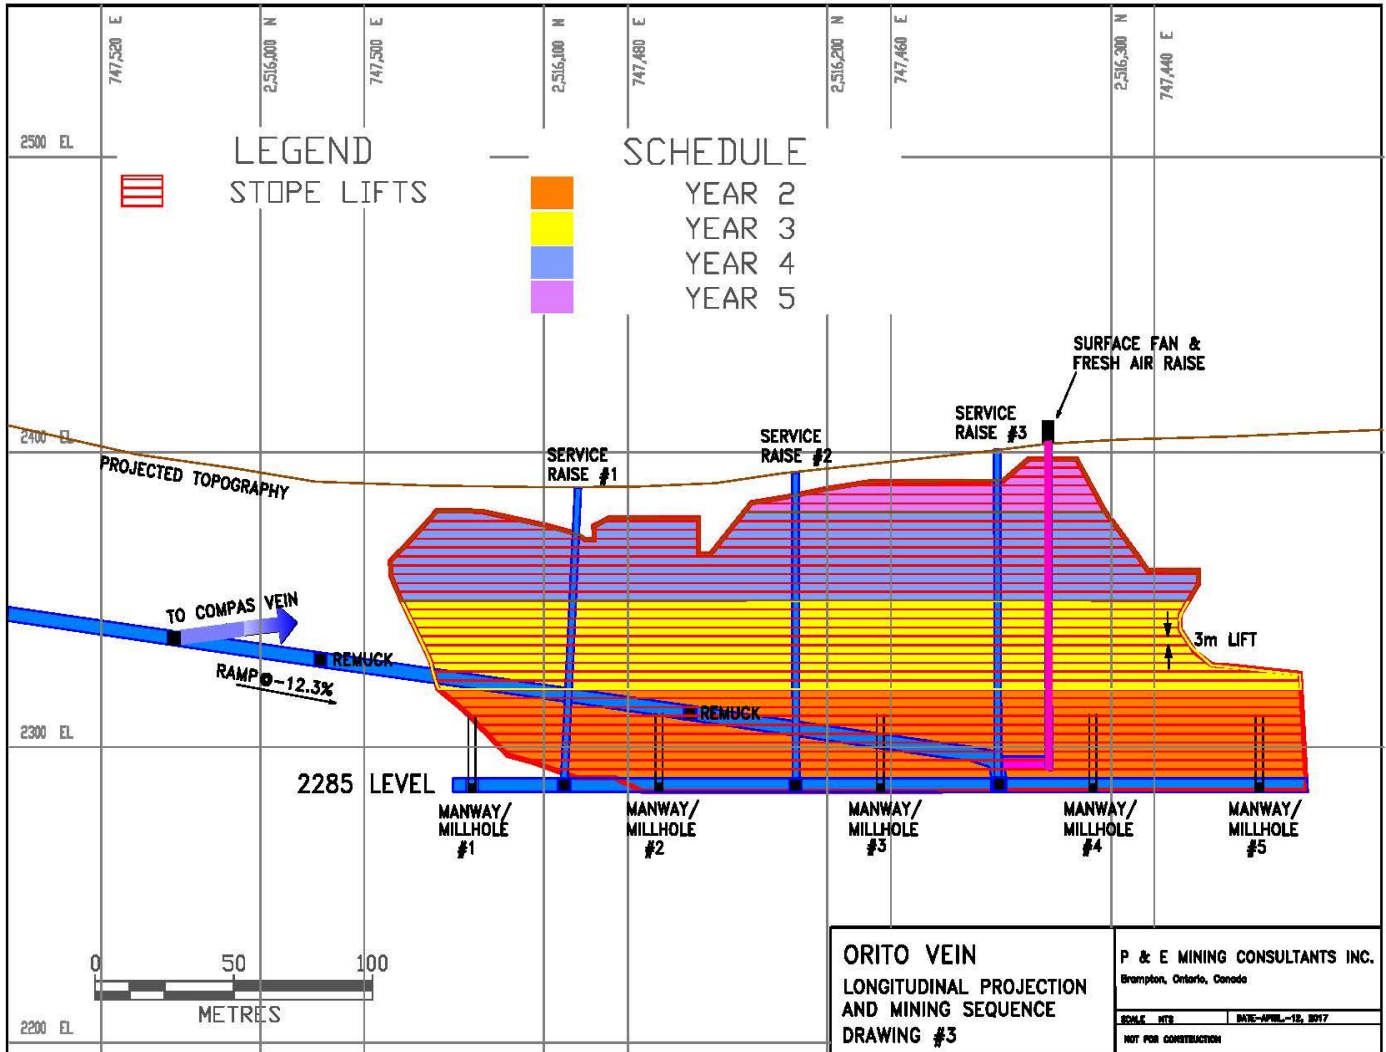 747,520 E
2,516,000 N
747,500 E
2,516,100 N
747,480 E
2,516,200 N
747,460 E
2,516,300 N
747,440 E
2500 EL
LEGEND
STOPE LIFTS
SCHEDULE
YEAR 2
YEAR 3
YEAR 4
YEAR 5
SURFACE FAN &
FRESH AIR RAISE
2400 EL
PROJECTED TOPOGRAPHY
SERVICE
RAISE #1
SERVICE
RAISE #2
SERVICE
RAISE #3
TO COMPAS VEIN
REMUCK
RAMP @-12.3%
REMUCK
3m LIFT
2300 EL
2285 LEVEL
MANWAY/
MILLHOLE
#1
MANWAY/
MILLHOLE
#2
MANWAY/
MILLHOLE
#3
MANWAY/
MILLHOLE
#4
MANWAY/
MILLHOLE
#5
0 50 100
METRES
2200 EL
ORITO VEIN
LONGITUDINAL PROJECTION
AND MINING SEQUENCE
DRAWING #3
P & E MINING CONSULTANTS INC.
Brampton, Ontario, Canada
SCALE NTS
DATE-APRIL-12, 2017
NOT FOR CONSTRUCTION